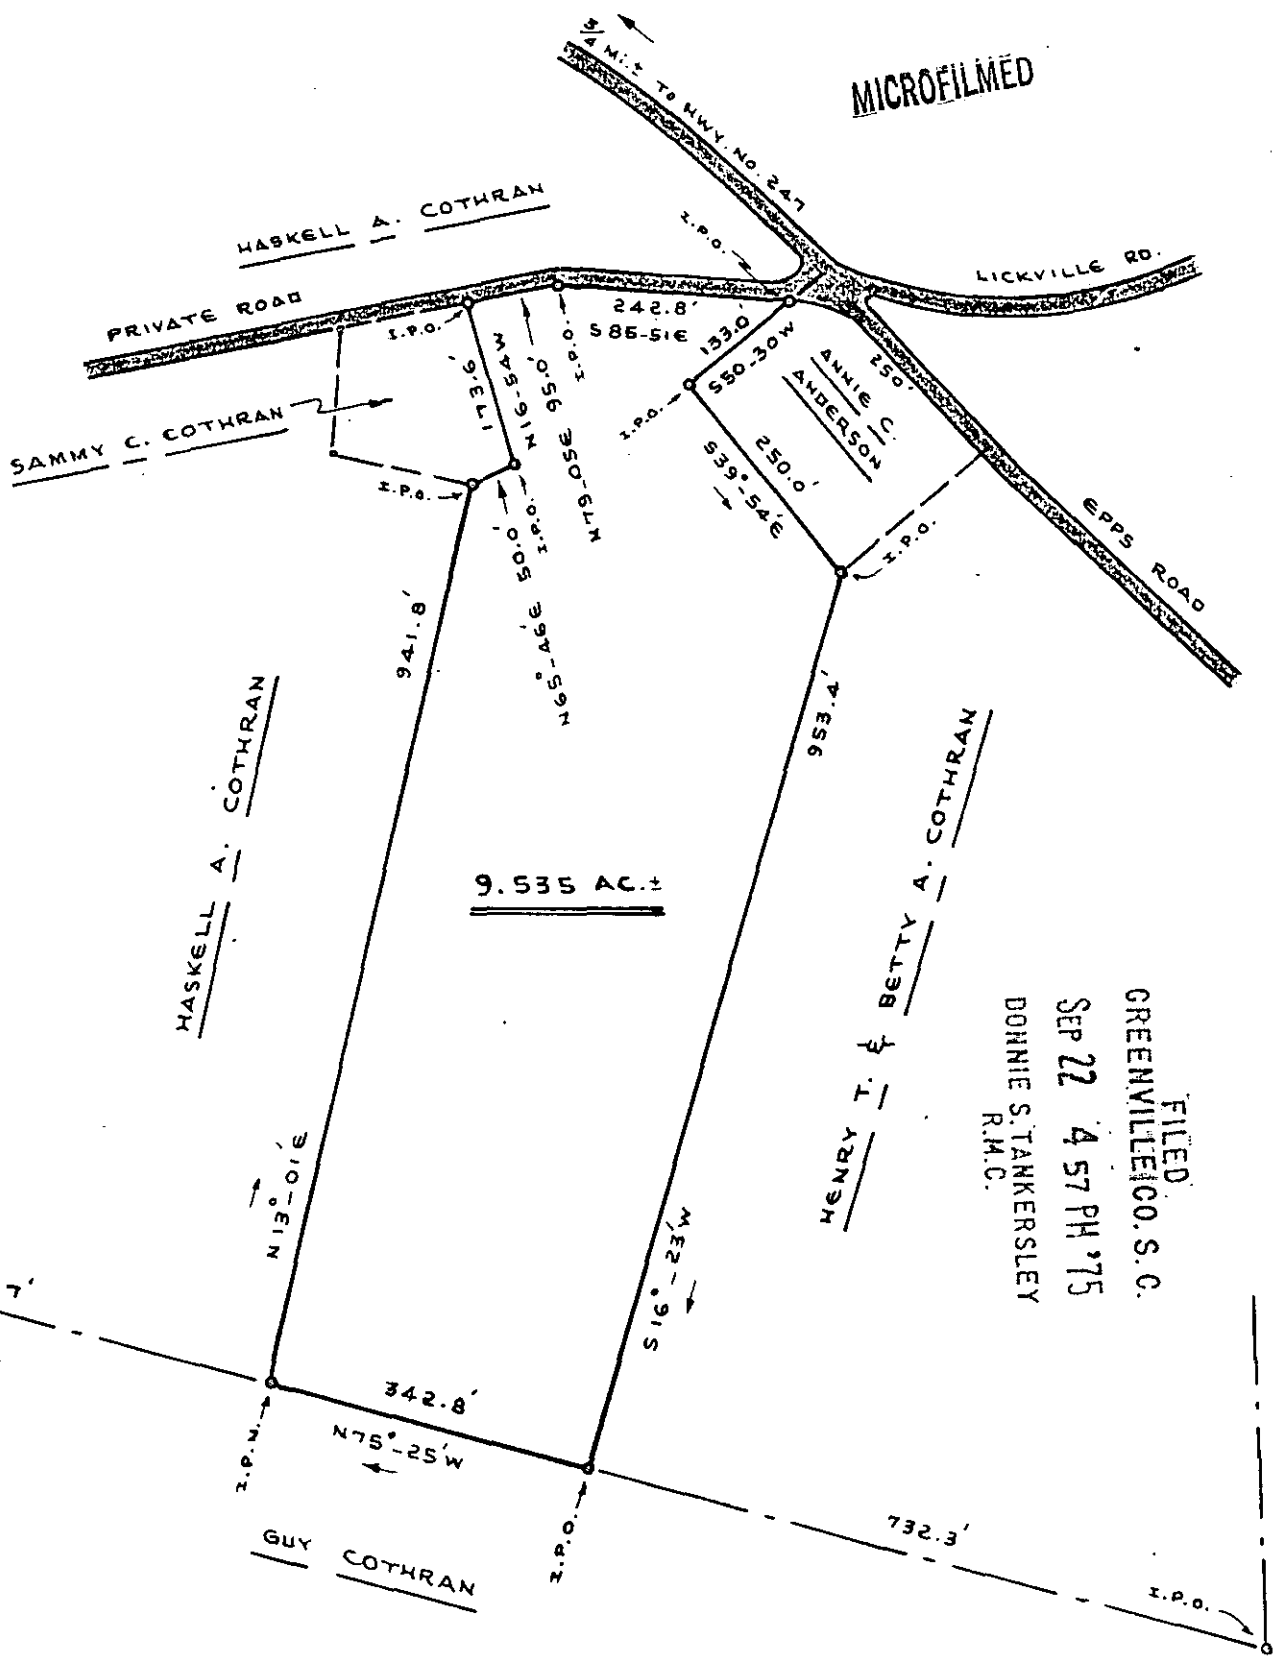 3/4 MI.± TO HWY. NO. 247
MICROFILMED
HASKELL A. COTHRAN
I.P.O.
LICKVILLE RD.
PRIVATE ROAD
I.P.O.
242.8'
S 86-51E
133.0'
S50-30W
ANNIE C.
ANDERSON
250'
I.P.O.
173.6'
N16-54W
N79-05E 95.0'
I.P.O.
SAMMY C. COTHRAN
I.P.O.
I.P.O.
N65°-46'E 50.0'
250.0'
S39°-54'E
I.P.O.
EPPS ROAD
941.8'
953.4'
HASKELL A. COTHRAN
9.535 AC.±
HENRY T. & BETTY A. COTHRAN
FILED
GREENVILLE CO. S. C.
SEP 22 4 57 PM '75
DONNIE S. TANKERSLEY
R.M.C.
N 13°-01'E
S 16°-23'W
7'
342.8'
N75°-25'W
I.P.N.
I.P.O.
GUY COTHRAN
732.3'
I.P.O.